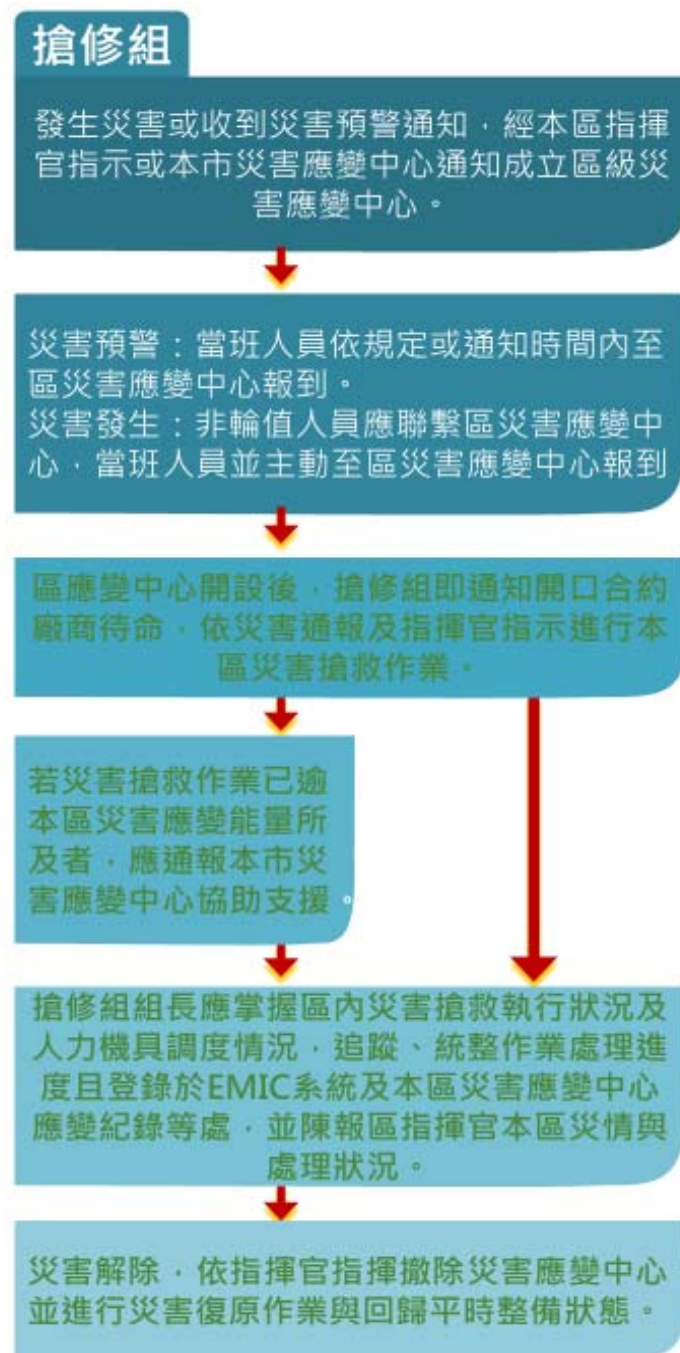 搶修組
發生災害或收到災害預警通知，經本區指揮
官指示或本市災害應變中心通知成立區級災
害應變中心。
災害預警：當班人員依規定或通知時間內至
區災害應變中心報到。
災害發生：非輪值人員應聯繫區災害應變中
心，當班人員並主動至區災害應變中心報到
區應變中心開設後，搶修組即通知開口合約
廠商待命，依災害通報及指揮官指示進行本
區災害搶救作業。
若災害搶救作業已逾
本區災害應變能量所
及者，應通報本市災
害應變中心協助支援。
搶修組組長應掌握區內災害搶救執行狀況及
人力機具調度情況，追蹤、統整作業處理進
度且登錄於EMIC系統及本區災害應變中心
應變紀錄等處，並陳報區指揮官本區災情與
處理狀況。
災害解除，依指揮官指揮撤除災害應變中心
並進行災害復原作業與回歸平時整備狀態。